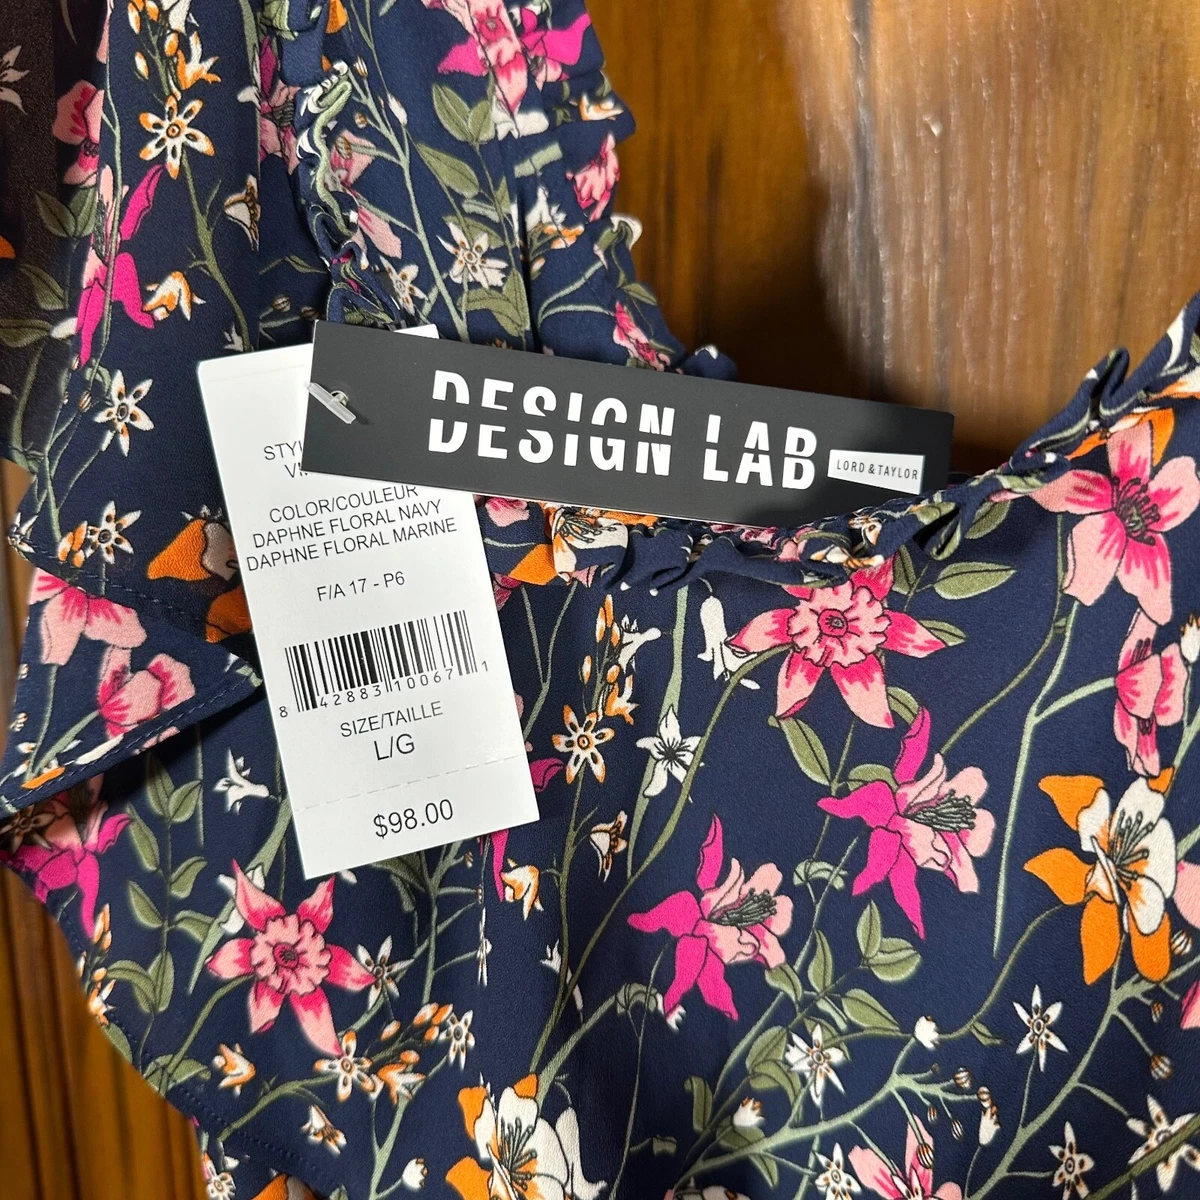 DESIGN LAB
LORD & TAYLOR
COLOR/COULEUR
DAPHNE FLORAL NAVY
DAPHNE FLORAL MARINE
F/A 17 - P6
8 42883 10067 1
SIZE/TAILLE
L/G
$98.00